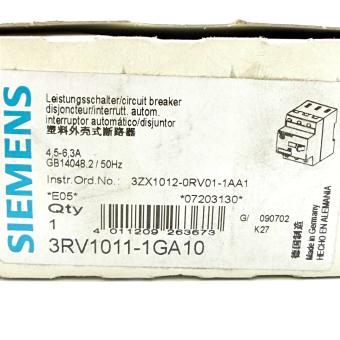 SIEMENS
Leistungsschalter/circuit breaker
disjoncteur/interrutt. autom.
interruptor automático/disjuntor
塑料外壳式断路器
4,5-6,3A
GB14048.2 / 50Hz
Instr.Ord.No.: 3ZX1012-0RV01-1AA1
*E05* *07203130*
Qty
1
G/ 090702
K27
3RV1011-1GA10
4 011209 263673
德国制造
Made in Germany
HECHO EN ALEMANIA